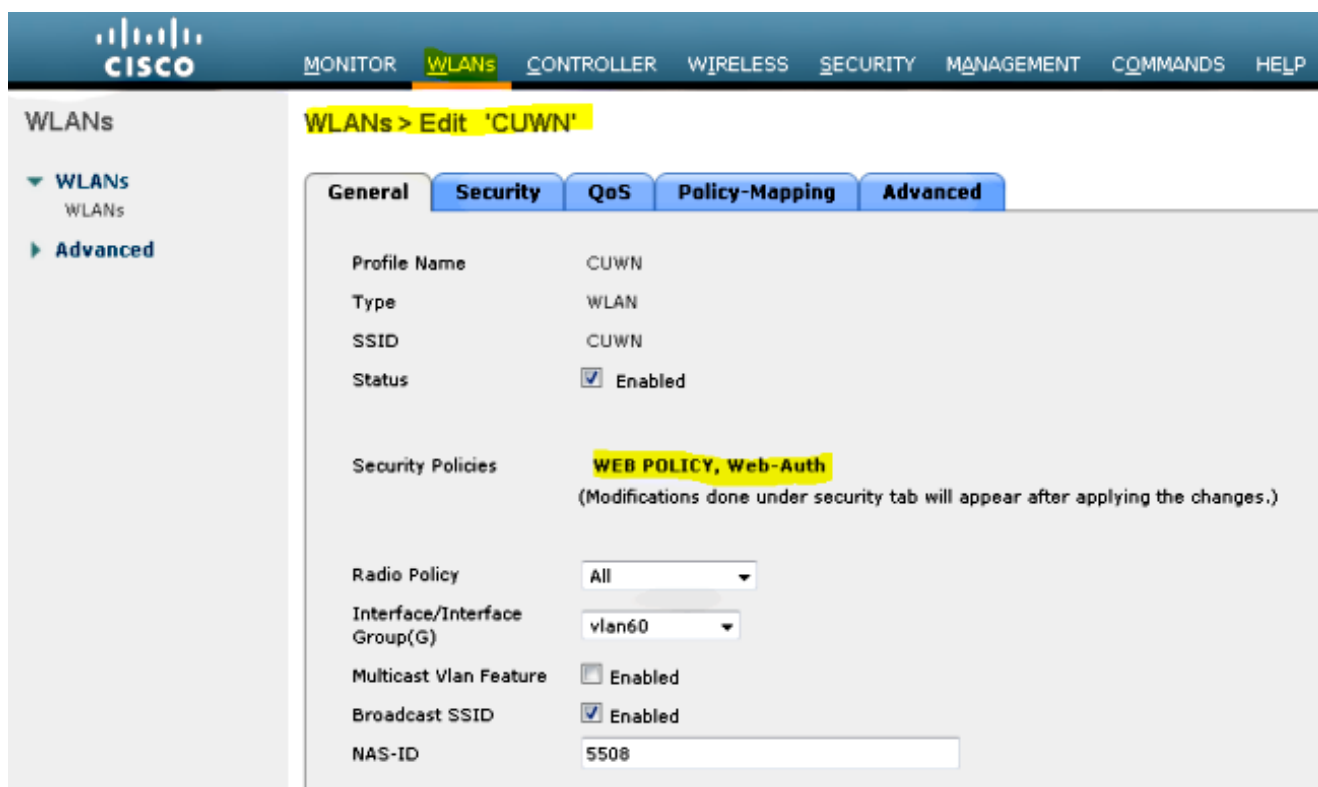 CISCO
MONITOR WLANs CONTROLLER WIRELESS SECURITY MANAGEMENT COMMANDS HELP
WLANs
WLANs
WLANs
Advanced
WLANs > Edit 'CUWN'
General Security QoS Policy-Mapping Advanced
Profile Name CUWN
Type WLAN
SSID CUWN
Status Enabled
Security Policies WEB POLICY, Web-Auth
(Modifications done under security tab will appear after applying the changes.)
Radio Policy All
Interface/Interface
Group(G) vlan60
Multicast Vlan Feature Enabled
Broadcast SSID Enabled
NAS-ID 5508